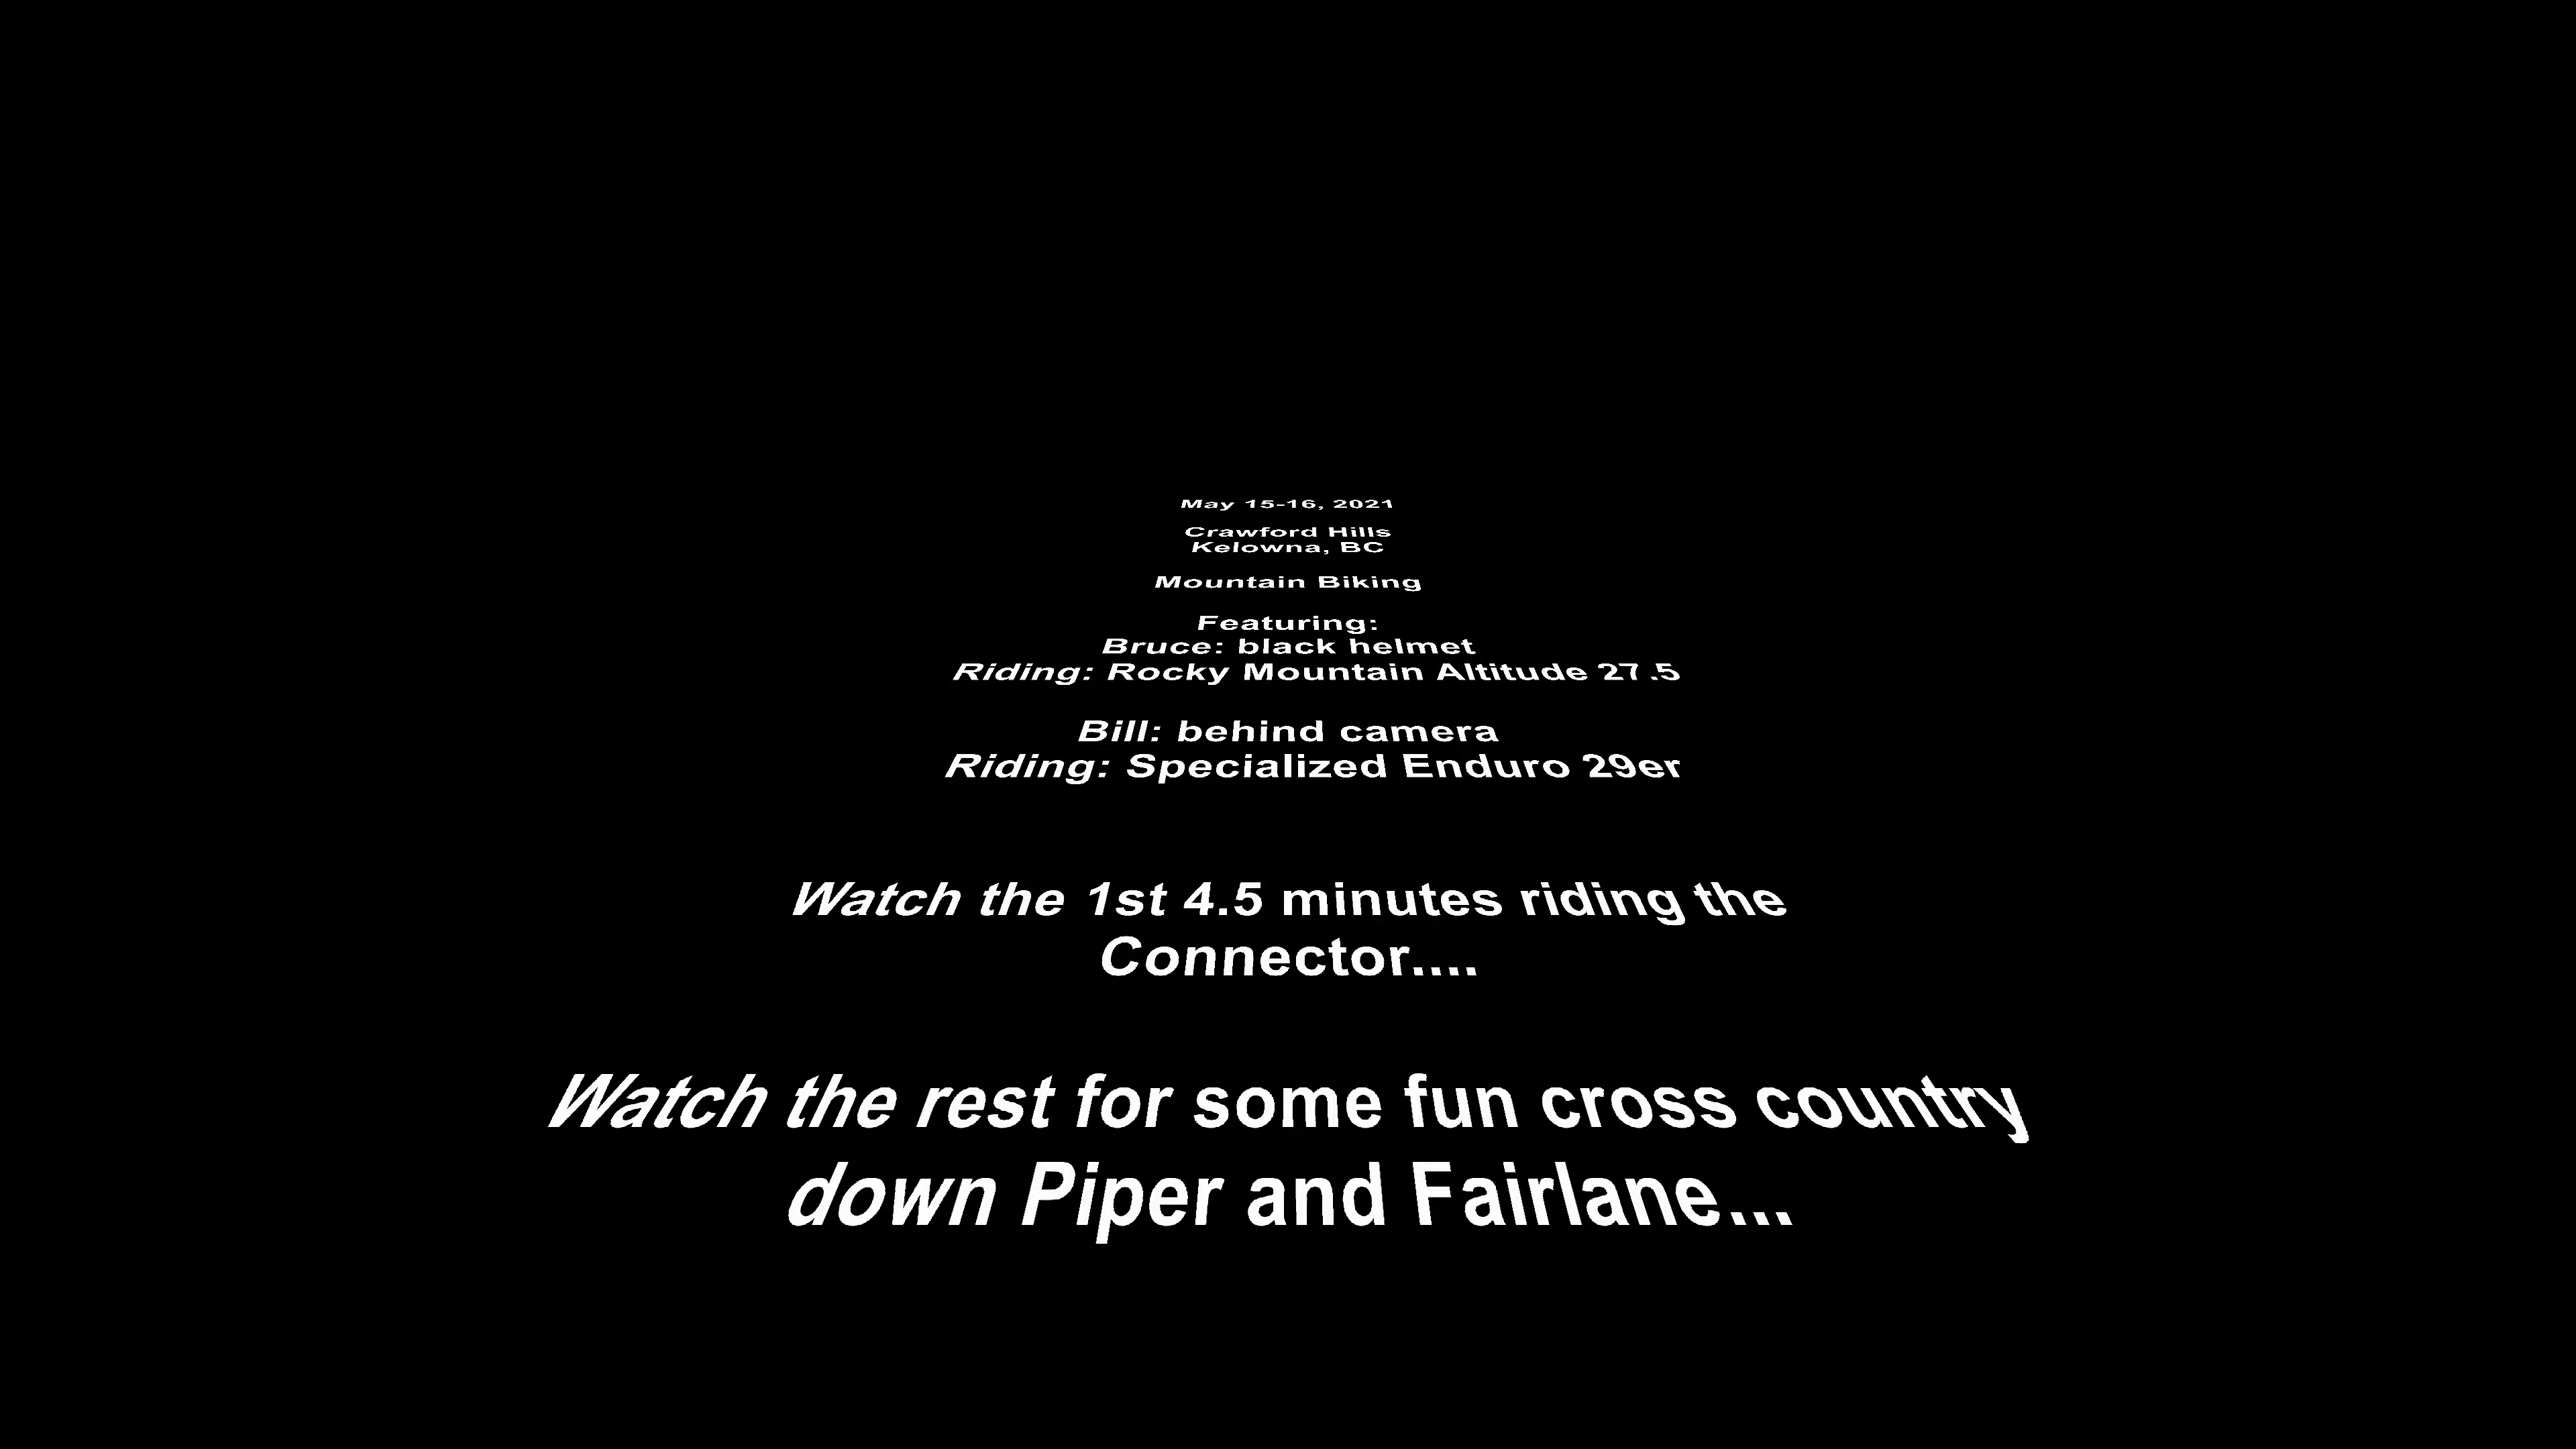 May 15-16, 2021
Crawford Hills
Kelowna, BC
Mountain Biking
Featuring:
Bruce: black helmet
Riding: Rocky Mountain Altitude 27.5
Bill: behind camera
Riding: Specialized Enduro 29er
Watch the 1st 4.5 minutes riding the
Connector....
Watch the rest for some fun cross country
down Piper and Fairlane...